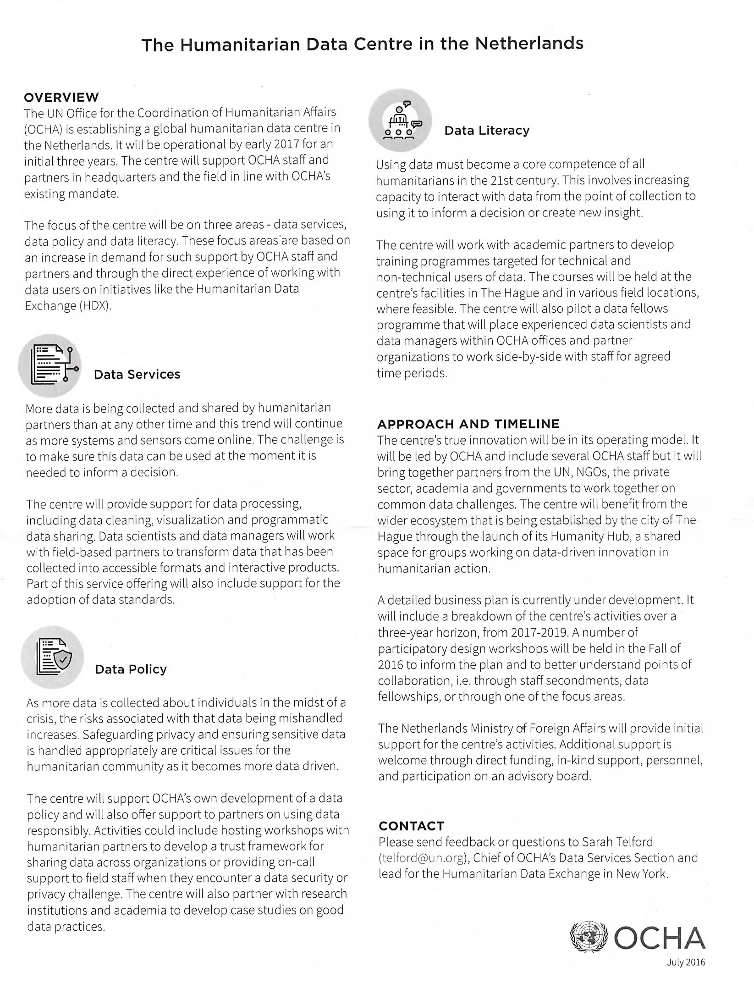 The Humanitarian Data Centre in the Netherlands
OVERVIEW
The UN Office for the Coordination of Humanitarian Affairs
(OCHA) is establishing a global humanitarian data centre in
the Netherlands. It will be operational by early 2017 for an
initial three years. The centre will support OCHA staff and
partners in headquarters and the field in line with OCHA's
existing mandate.
The focus of the centre will be on three areas - data services,
data policy and data literacy. These focus areas are based on
an increase in demand for such support by OCHA staff and
partners and through the direct experience of working with
data users on initiatives like the Humanitarian Data
Exchange (HDX).
Data Services
More data is being collected and shared by humanitarian
partners than at any other time and this trend will continue
as more systems and sensors come online. The challenge is
to make sure this data can be used at the moment it is
needed to inform a decision.
The centre will provide support for data processing,
including data cleaning, visualization and programmatic
data sharing. Data scientists and data managers will work
with field-based partners to transform data that has been
collected into accessible formats and interactive products.
Part of this service offering will also include support for the
adoption of data standards.
Data Policy
As more data is collected about individuals in the midst of a
crisis, the risks associated with that data being mishandled
increases. Safeguarding privacy and ensuring sensitive data
is handled appropriately are critical issues for the
humanitarian community as it becomes more data driven.
The centre will support OCHA's own development of a data
policy and will also offer support to partners on using data
responsibly. Activities could include hosting workshops with
humanitarian partners to develop a trust framework for
sharing data across organizations or providing on-call
support to field staff when they encounter a data security or
privacy challenge. The centre will also partner with research
institutions and academia to develop case studies on good
data practices.
Data Literacy
Using data must become a core competence of all
humanitarians in the 21st century. This involves increasing
capacity to interact with data from the point of collection to
using it to inform a decision or create new insight.
The centre will work with academic partners to develop
training programmes targeted for technical and
non-technical users of data. The courses will be held at the
centre's facilities in The Hague and in various field locations,
where feasible. The centre will also pilot a data fellows
programme that will place experienced data scientists and
data managers within OCHA offices and partner
organizations to work side-by-side with staff for agreed
time periods.
APPROACH AND TIMELINE
The centre's true innovation will be in its operating model. It
will be led by OCHA and include several OCHA staff but it will
bring together partners from the UN, NGOs, the private
sector, academia and governments to work together on
common data challenges. The centre will benefit from the
wider ecosystem that is being established by the city of The
Hague through the launch of its Humanity Hub, a shared
space for groups working on data-driven innovation in
humanitarian action.
A detailed business plan is currently under development. It
will include a breakdown of the centre's activities over a
three-year horizon, from 2017-2019. A number of
participatory design workshops will be held in the Fall of
2016 to inform the plan and to better understand points of
collaboration, i.e. through staff secondments, data
fellowships, or through one of the focus areas.
The Netherlands Ministry of Foreign Affairs will provide initial
support for the centre's activities. Additional support is
welcome through direct funding, in-kind support, personnel,
and participation on an advisory board.
CONTACT
Please send feedback or questions to Sarah Telford
(telford@un.org), Chief of OCHA's Data Services Section and
lead for the Humanitarian Data Exchange in New York.
OCHA
July 2016